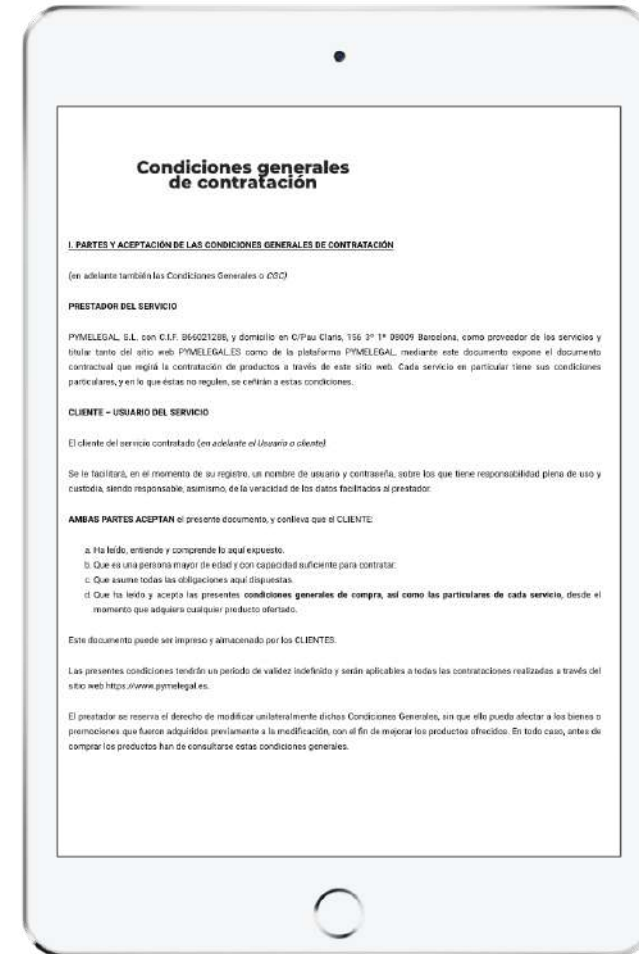 Condiciones generales
de contratación
I. PARTES Y ACEPTACIÓN DE LAS CONDICIONES GENERALES DE CONTRATACIÓN
(en adelante también las Condiciones Generales o CGC)
PRESTADOR DEL SERVICIO
PYMELEGAL, S.L. con C.I.F. B66021288, y domicilio en C/Pau Claris, 156 3º 1ª 08009 Barcelona, como proveedor de los servicios y
titular tanto del sitio web PYMELEGAL.ES como de la plataforma PYMELEGAL, mediante este documento expone el documento
contractual que regirá la contratación de productos a través de este sitio web. Cada servicio en particular tiene sus condiciones
particulares, y en lo que éstas no regulen, se ceñirán a estas condiciones.
CLIENTE – USUARIO DEL SERVICIO
El cliente del servicio contratado (en adelante el Usuario o cliente)
Se le facilitará, en el momento de su registro, un nombre de usuario y contraseña, sobre los que tiene responsabilidad plena de uso y
custodia, siendo responsable, asimismo, de la veracidad de los datos facilitados al prestador.
AMBAS PARTES ACEPTAN el presente documento, y conlleva que el CLIENTE:
a. Ha leído, entiende y comprende lo aquí expuesto.
b. Que es una persona mayor de edad y con capacidad suficiente para contratar.
c. Que asume todas las obligaciones aquí dispuestas.
d. Que ha leído y acepta las presentes condiciones generales de compra, así como las particulares de cada servicio, desde el
momento que adquiera cualquier producto ofertado.
Este documento puede ser impreso y almacenado por los CLIENTES.
Las presentes condiciones tendrán un período de validez indefinido y serán aplicables a todas las contrataciones realizadas a través del
sitio web https://www.pymelegal.es.
El prestador se reserva el derecho de modificar unilateralmente dichas Condiciones Generales, sin que ello pueda afectar a los bienes o
promociones que fueron adquiridos previamente a la modificación, con el fin de mejorar los productos ofrecidos. En todo caso, antes de
comprar los productos han de consultarse estas condiciones generales.